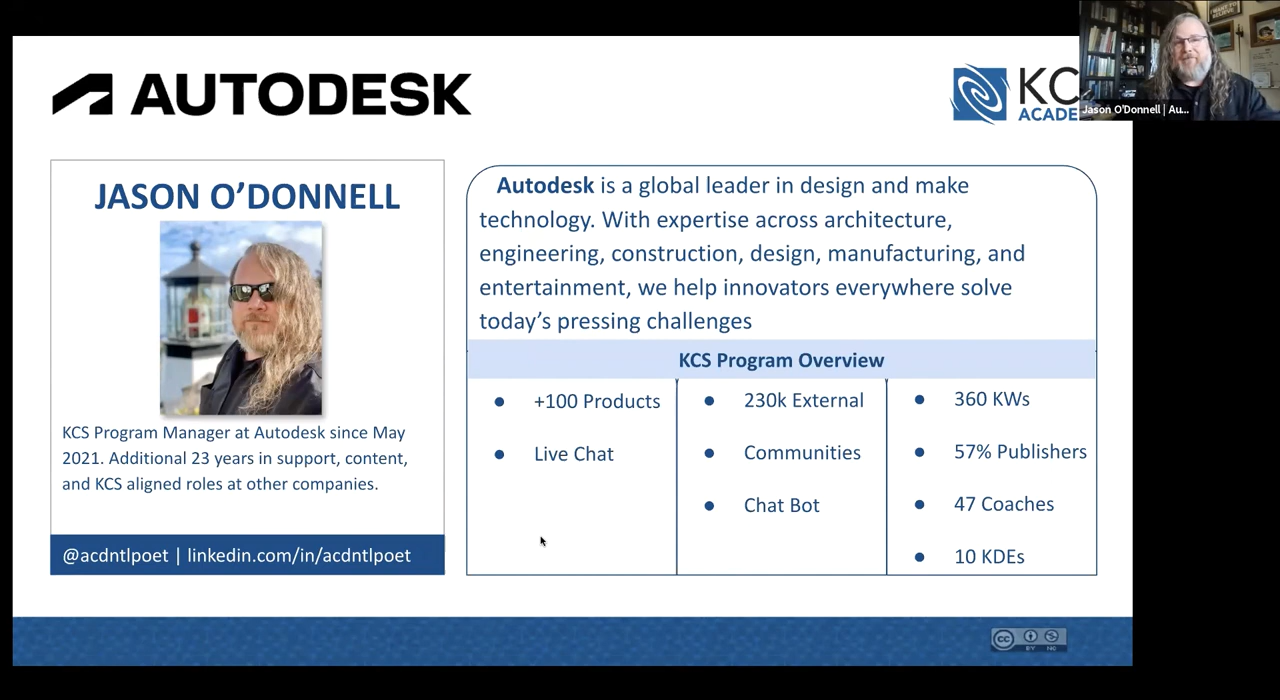 AUTODESK
KC
ACADE
Jason O'Donnell | Au...
JASON O’DONNELL
KCS Program Manager at Autodesk since May
2021. Additional 23 years in support, content,
and KCS aligned roles at other companies.
@acdntlpoet | linkedin.com/in/acdntlpoet
Autodesk is a global leader in design and make
technology. With expertise across architecture,
engineering, construction, design, manufacturing, and
entertainment, we help innovators everywhere solve
today’s pressing challenges
KCS Program Overview
● +100 Products
● Live Chat
● 230k External
● Communities
● Chat Bot
● 360 KWs
● 57% Publishers
● 47 Coaches
● 10 KDEs
cc
BY NC